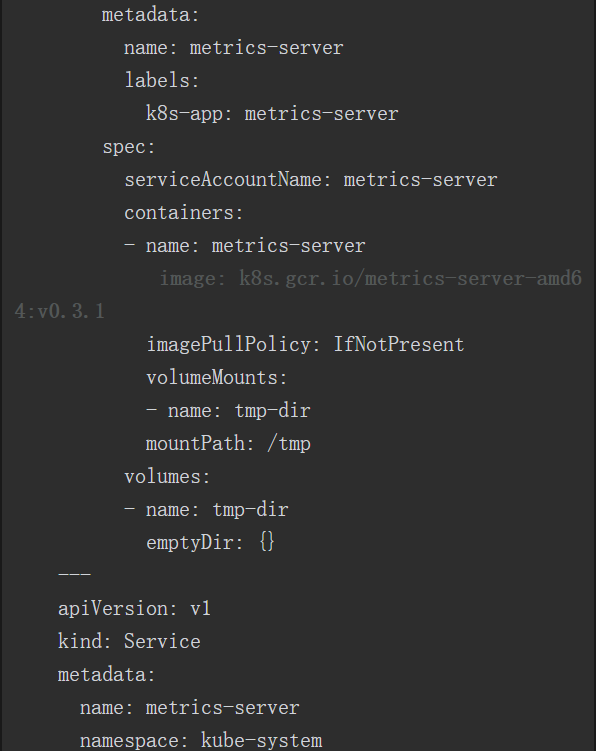 metadata:
name: metrics-server
labels:
k8s-app: metrics-server
spec:
serviceAccountName: metrics-server
containers:
- name: metrics-server
image: k8s.gcr.io/metrics-server-amd6
4:v0.3.1
imagePullPolicy: IfNotPresent
volumeMounts:
- name: tmp-dir
mountPath: /tmp
volumes:
- name: tmp-dir
emptyDir: {}
---
apiVersion: v1
kind: Service
metadata:
name: metrics-server
namespace: kube-system